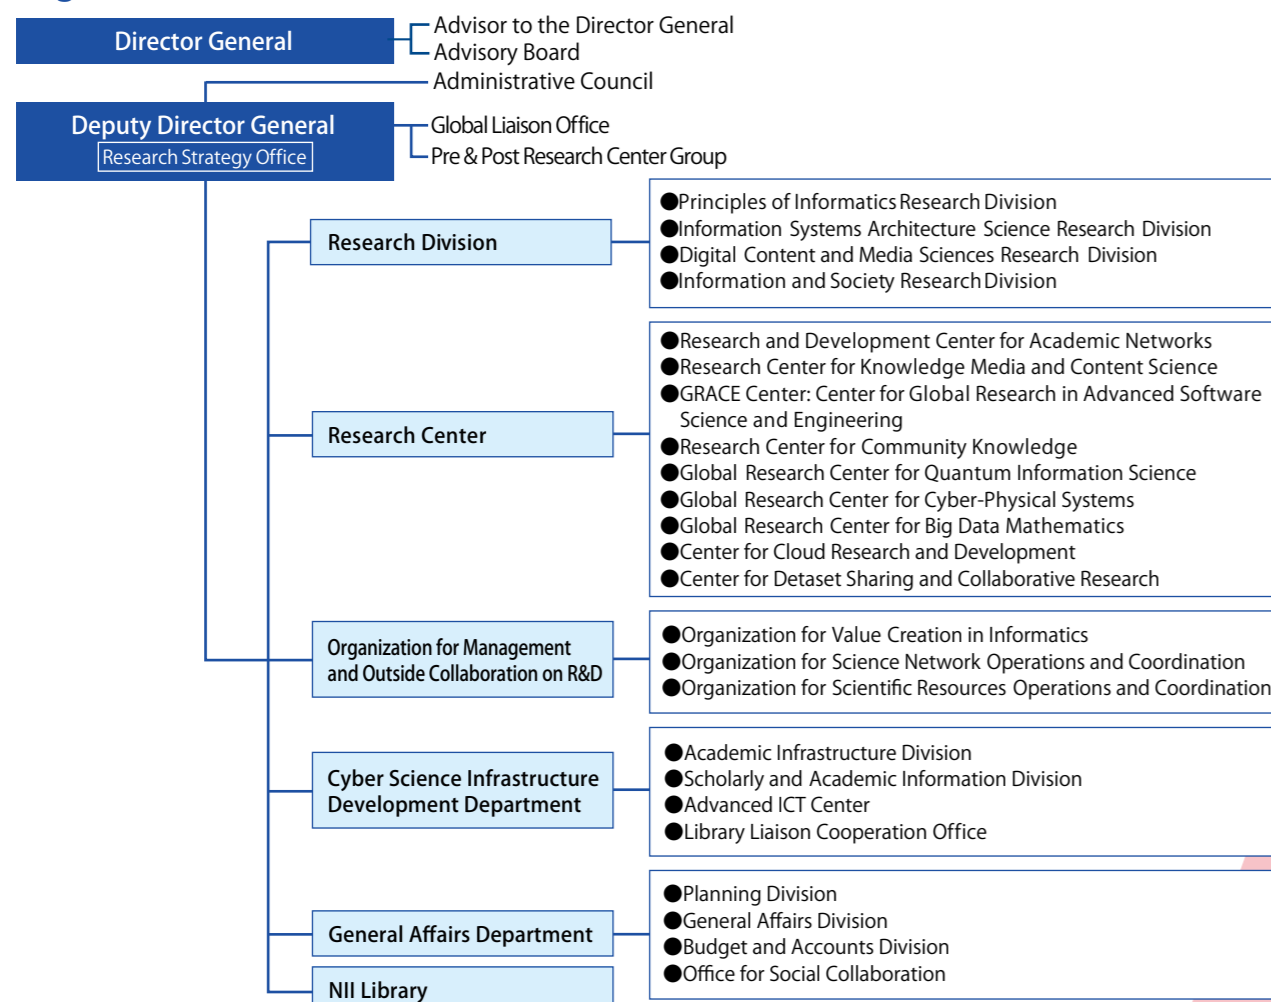 Director General
Advisor to the Director General
Advisory Board
Administrative Council
Deputy Director General
Research Strategy Office
Global Liaison Office
Pre & Post Research Center Group
Research Division
●Principles of Informatics Research Division
●Information Systems Architecture Science Research Division
●Digital Content and Media Sciences Research Division
●Information and Society Research Division
Research Center
●Research and Development Center for Academic Networks
●Research Center for Knowledge Media and Content Science
●GRACE Center: Center for Global Research in Advanced Software
Science and Engineering
●Research Center for Community Knowledge
●Global Research Center for Quantum Information Science
●Global Research Center for Cyber-Physical Systems
●Global Research Center for Big Data Mathematics
●Center for Cloud Research and Development
●Center for Detaset Sharing and Collaborative Research
Organization for Management
and Outside Collaboration on R&D
●Organization for Value Creation in Informatics
●Organization for Science Network Operations and Coordination
●Organization for Scientific Resources Operations and Coordination
Cyber Science Infrastructure
Development Department
●Academic Infrastructure Division
●Scholarly and Academic Information Division
●Advanced ICT Center
●Library Liaison Cooperation Office
General Affairs Department
●Planning Division
●General Affairs Division
●Budget and Accounts Division
●Office for Social Collaboration
NII Library